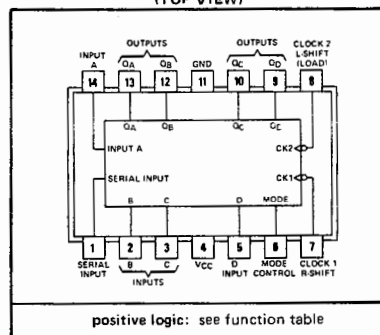 (TOP VIEW)
OUTPUTS OUTPUTS CLOCK 2
INPUT L-SHIFT
A QA QB GND QC QD (LOAD)
14 13 12 11 10 9 8
QA QB QC QD
INPUT A CK2
SERIAL INPUT CK1
B C D MODE
1 2 3 4 5 6 7
SERIAL B C VCC D MODE CLOCK 1
INPUT INPUTS INPUT CONTROL R-SHIFT
positive logic: see function table